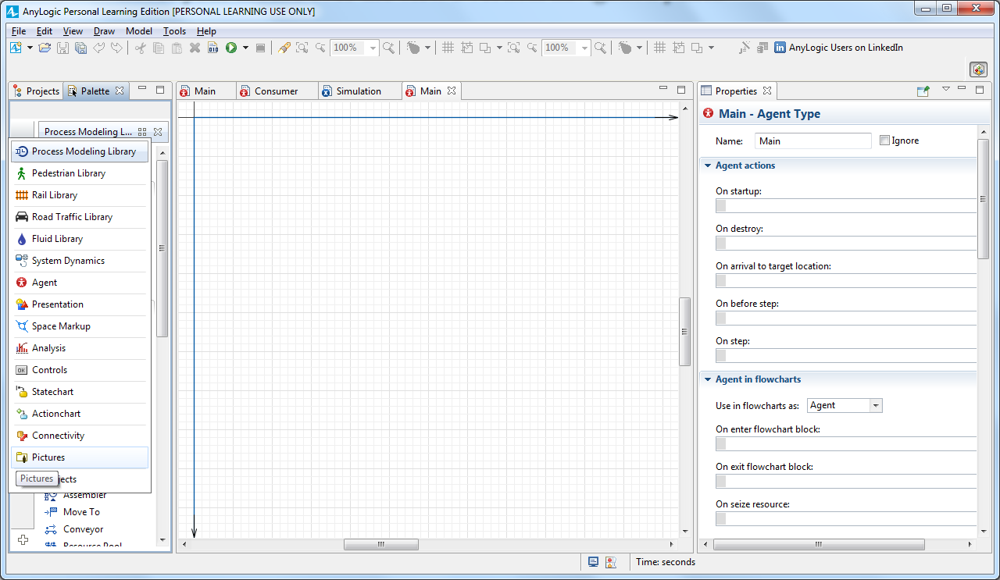 AnyLogic Personal Learning Edition [PERSONAL LEARNING USE ONLY]
File Edit View Draw Model Tools Help
100% 100% AnyLogic Users on LinkedIn
Projects Palette
Main Consumer Simulation Main
Properties
Process Modeling L...
Process Modeling Library
Pedestrian Library
Rail Library
Road Traffic Library
Fluid Library
System Dynamics
Agent
Presentation
Space Markup
Analysis
Controls
Statechart
Actionchart
Connectivity
Pictures
Pictures
jects
Assembler
Move To
Conveyor
Resource Pool
Main - Agent Type
Name: Main Ignore
Agent actions
On startup:
On destroy:
On arrival to target location:
On before step:
On step:
Agent in flowcharts
Use in flowcharts as: Agent
On enter flowchart block:
On exit flowchart block:
On seize resource:
Time: seconds